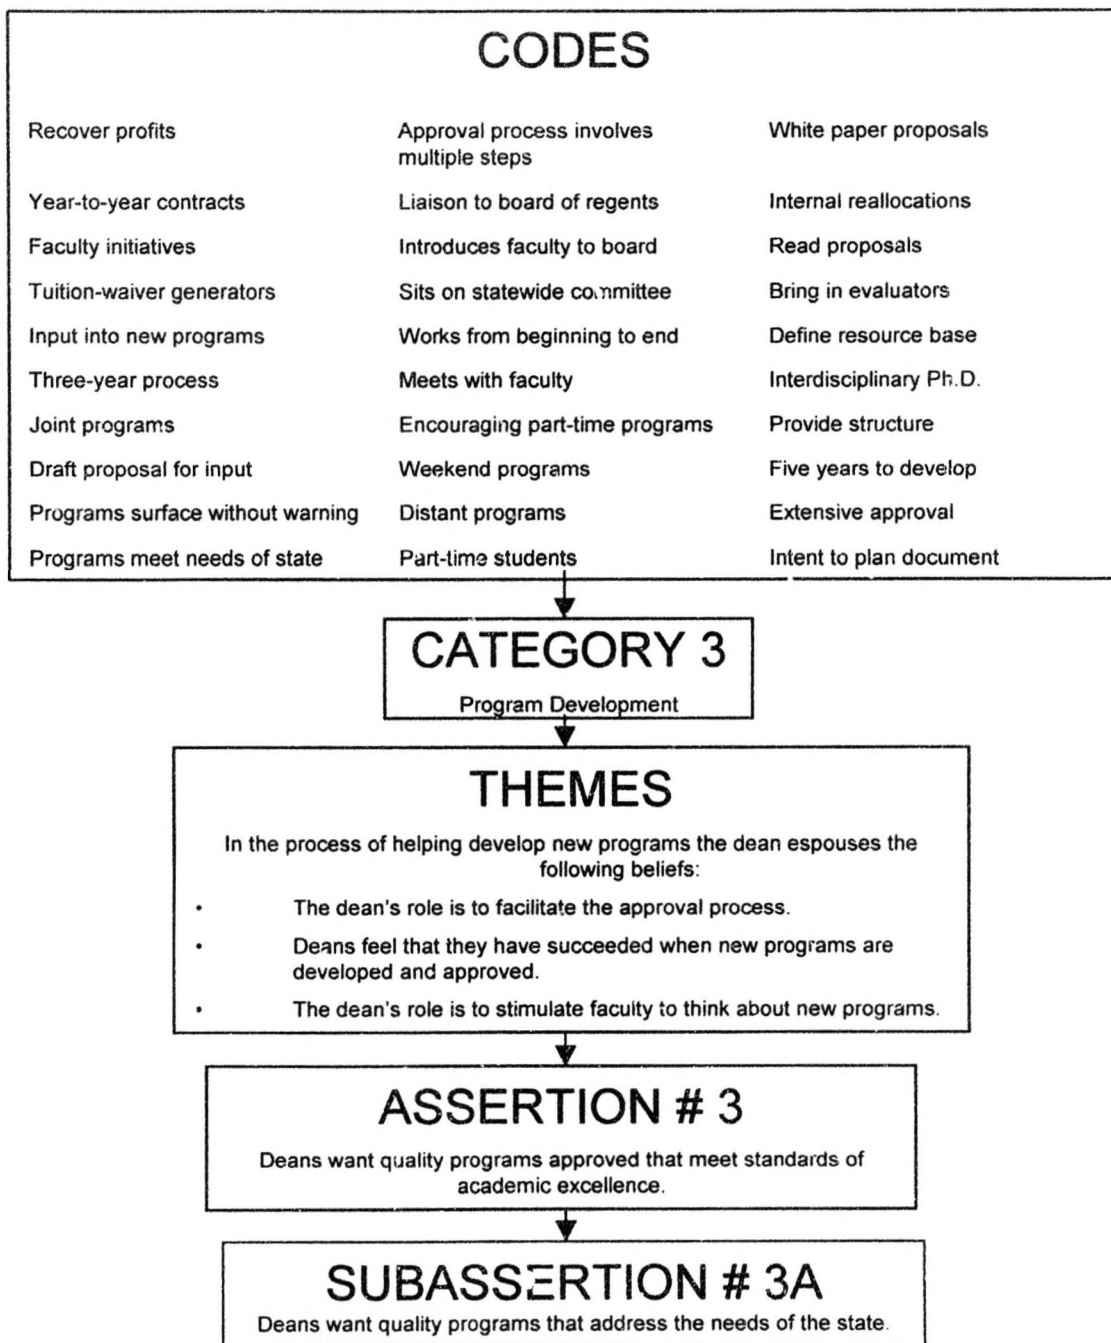 CODES
Recover profits Approval process involves White paper proposals
multiple steps
Year-to-year contracts Liaison to board of regents Internal reallocations
Faculty initiatives Introduces faculty to board Read proposals
Tuition-waiver generators Sits on statewide committee Bring in evaluators
Input into new programs Works from beginning to end Define resource base
Three-year process Meets with faculty Interdisciplinary Ph.D.
Joint programs Encouraging part-time programs Provide structure
Draft proposal for input Weekend programs Five years to develop
Programs surface without warning Distant programs Extensive approval
Programs meet needs of state Part-time students Intent to plan document
CATEGORY 3
Program Development
THEMES
In the process of helping develop new programs the dean espouses the
following beliefs:
• The dean's role is to facilitate the approval process.
• Deans feel that they have succeeded when new programs are
developed and approved.
• The dean's role is to stimulate faculty to think about new programs.
ASSERTION # 3
Deans want quality programs approved that meet standards of
academic excellence.
SUBASSERTION # 3A
Deans want quality programs that address the needs of the state.